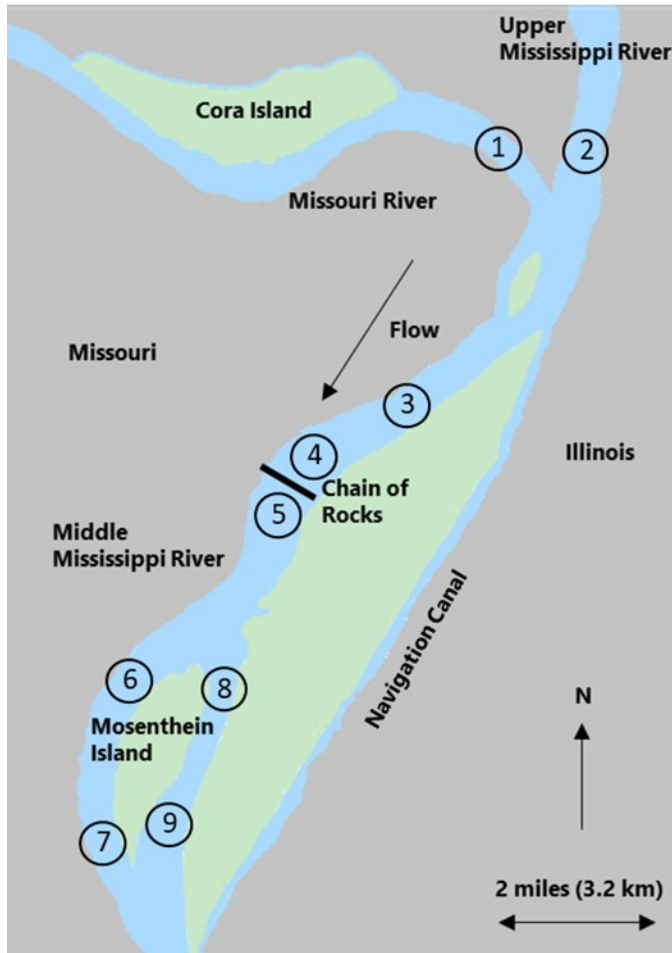 Upper
Mississippi River
Cora Island
1
2
Missouri River
Flow
Missouri
3
4
Illinois
Chain of
Rocks
5
Middle
Mississippi River
Navigation Canal
6
8
N
Mosenthein
Island
9
7
2 miles (3.2 km)